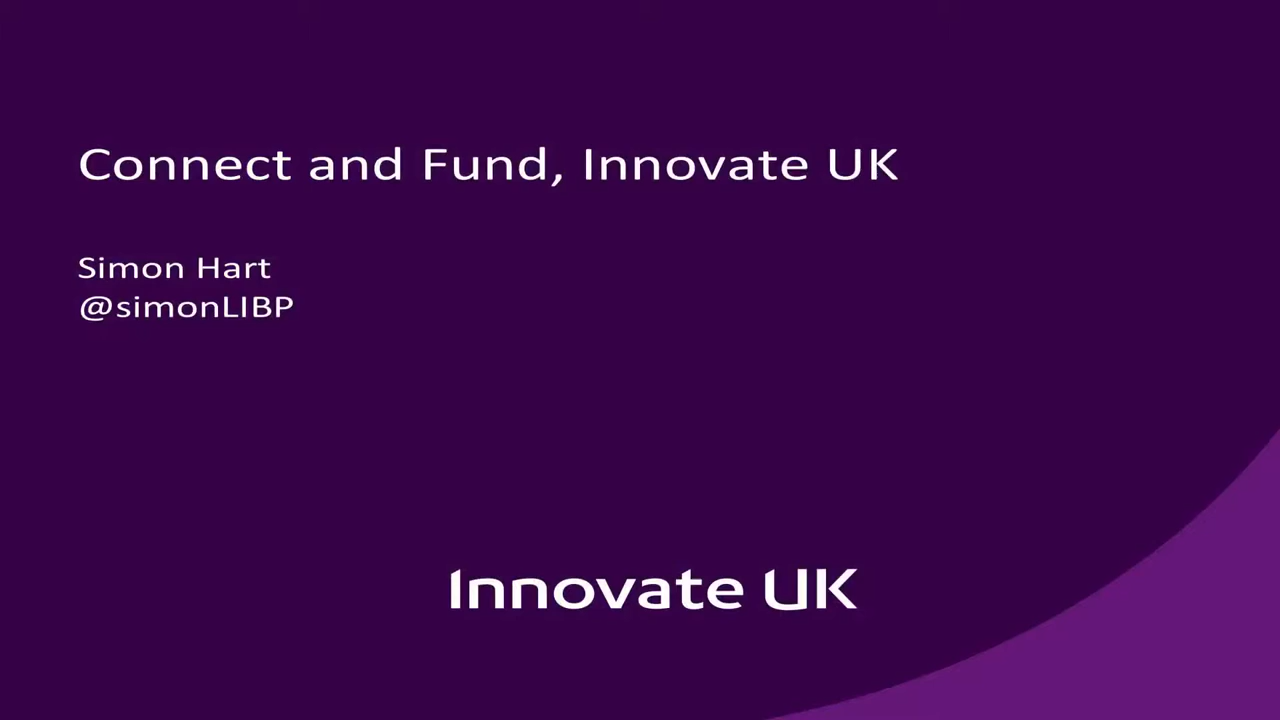 Connect and Fund, Innovate UK
Simon Hart
@simonLIBP
Innovate UK